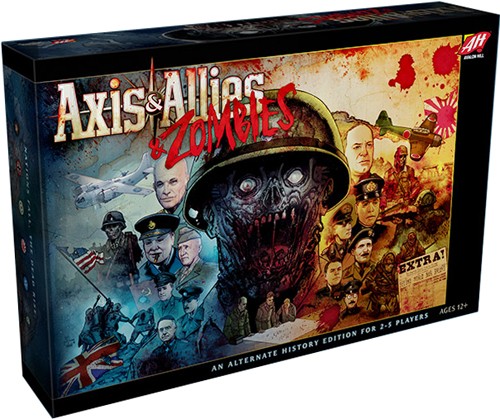 AH
AVALON HILL
Axis & Allies
& ZOMBIES
EXTRA!
AGES 12+
AN ALTERNATE HISTORY EDITION FOR 2-5 PLAYERS